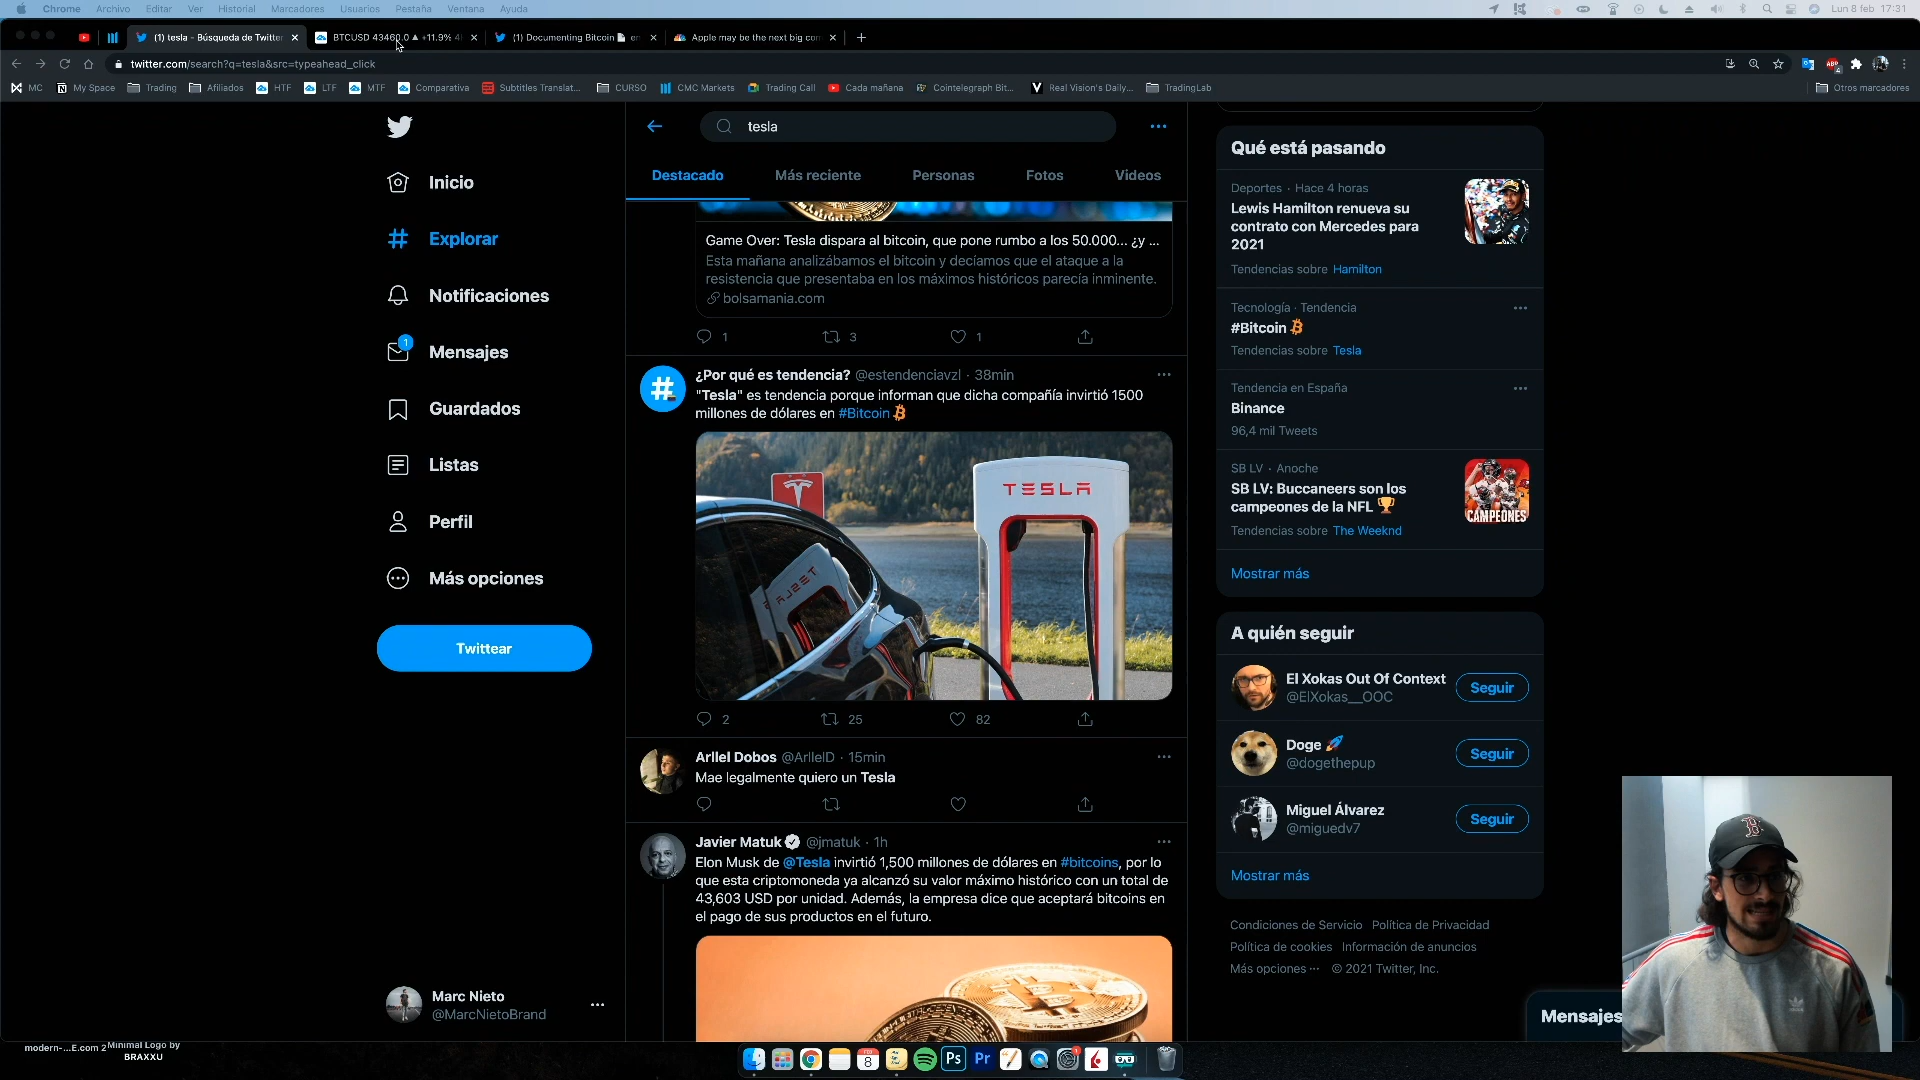 Chrome Archivo Editar Ver Historial Marcadores Usuarios Pestaña Ventana Ayuda Lun 8 feb 17:31
(1) tesla - Búsqueda de Twitter
BTCUSD 43460.0 ▲ +11.9%
(1) Documenting Bitcoin
Apple may be the next big con
twitter.com/search?q=tesla&src=typeahead_click
MC My Space Trading Afiliados HTF LTF MTF Comparativa Subtitles Translat... CURSO CMC Markets Trading Call Cada mañana Cointelegraph Bit... Real Vision's Daily... TradingLab Otros marcadores
Inicio
Explorar
Notificaciones
1
Mensajes
Guardados
Listas
Perfil
Más opciones
Twittear
Marc Nieto
@MarcNietoBrand
tesla
Destacado Más reciente Personas Fotos Videos
Game Over: Tesla dispara al bitcoin, que pone rumbo a los 50.000... ¿y ...
Esta mañana analizábamos el bitcoin y decíamos que el ataque a la
resistencia que presentaba en los máximos históricos parecía inminente.
bolsamania.com
1 3 1
¿Por qué es tendencia? @estendenciavzl · 38min
"Tesla" es tendencia porque informan que dicha compañía invirtió 1500
millones de dólares en #Bitcoin
TESLA
2 25 82
Arllel Dobos @ArllelD · 15min
Mae legalmente quiero un Tesla
Javier Matuk @jmatuk · 1h
Elon Musk de @Tesla invirtió 1,500 millones de dólares en #bitcoins, por lo
que esta criptomoneda ya alcanzó su valor máximo histórico con un total de
43,603 USD por unidad. Además, la empresa dice que aceptará bitcoins en
el pago de sus productos en el futuro.
Qué está pasando
Deportes · Hace 4 horas
Lewis Hamilton renueva su
contrato con Mercedes para
2021
Tendencias sobre Hamilton
Tecnología · Tendencia
#Bitcoin
Tendencias sobre Tesla
Tendencia en España
Binance
96,4 mil Tweets
SB LV · Anoche
SB LV: Buccaneers son los
campeones de la NFL
CAMPEONES
Tendencias sobre The Weeknd
Mostrar más
A quién seguir
El Xokas Out Of Context
@ElXokas__OOC
Seguir
Doge
@dogethepup
Seguir
Miguel Álvarez
@miguedv7
Seguir
Mostrar más
Condiciones de Servicio Política de Privacidad
Política de cookies Información de anuncios
Más opciones ··· © 2021 Twitter, Inc.
Mensajes
modern-...E.com 2 Minimal Logo by
BRAXXU
8 Ps Pr